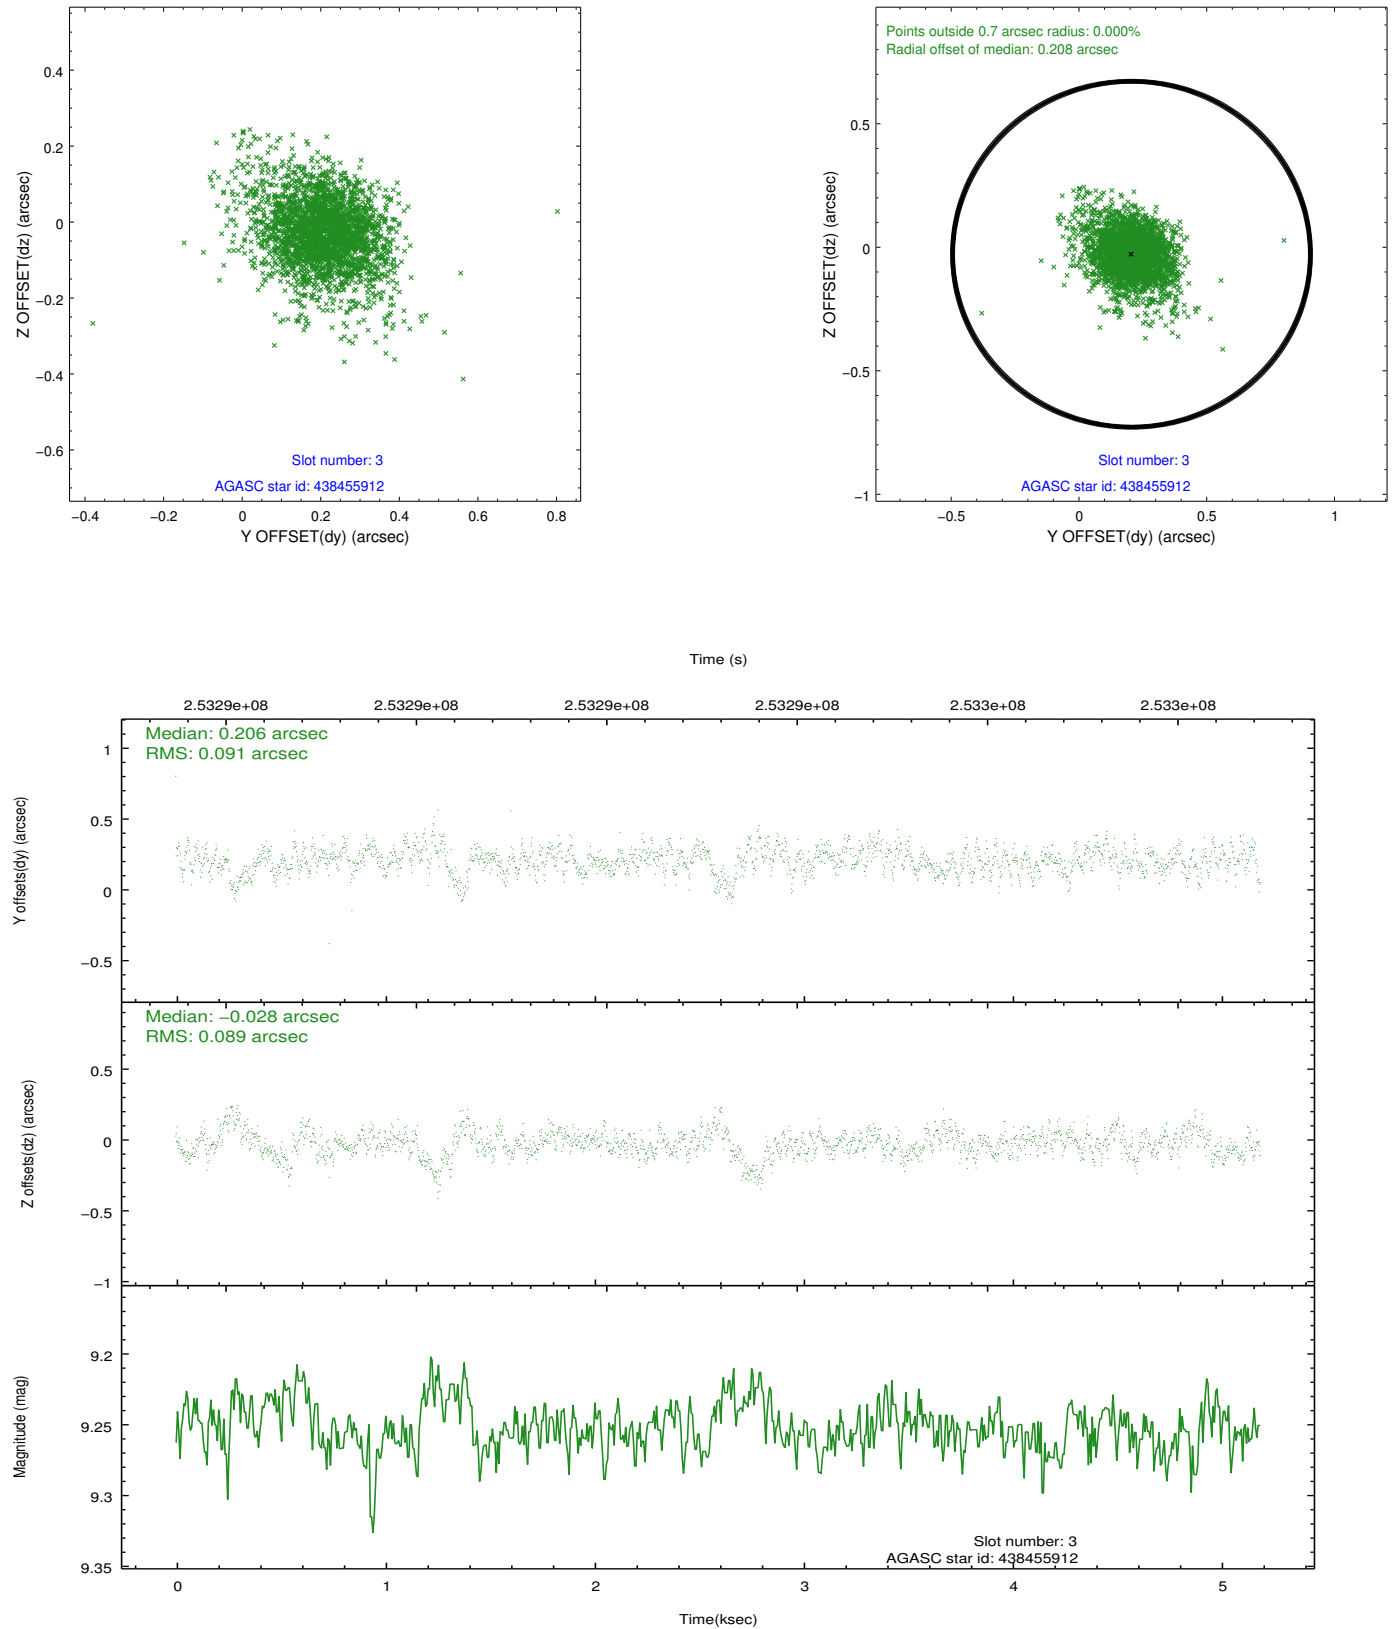 0.4
0.2
0
−0.2
−0.4
−0.6
Z OFFSET(dz) (arcsec)
Slot number: 3
AGASC star id: 438455912
−0.4 −0.2 0 0.2 0.4 0.6 0.8
Y OFFSET(dy) (arcsec)
Points outside 0.7 arcsec radius: 0.000%
Radial offset of median: 0.208 arcsec
0.5
0
−0.5
−1
Z OFFSET(dz) (arcsec)
Slot number: 3
AGASC star id: 438455912
−0.5 0 0.5 1
Y OFFSET(dy) (arcsec)
Time (s)
2.5329e+08 2.5329e+08 2.5329e+08 2.5329e+08 2.533e+08 2.533e+08
Median: 0.206 arcsec
RMS: 0.091 arcsec
1
0.5
0
−0.5
Y offsets(dy) (arcsec)
Median: −0.028 arcsec
RMS: 0.089 arcsec
0.5
0
−0.5
−1
Z offsets(dz) (arcsec)
9.2
9.25
9.3
9.35
Magnitude (mag)
Slot number: 3
AGASC star id: 438455912
0 1 2 3 4 5
Time(ksec)